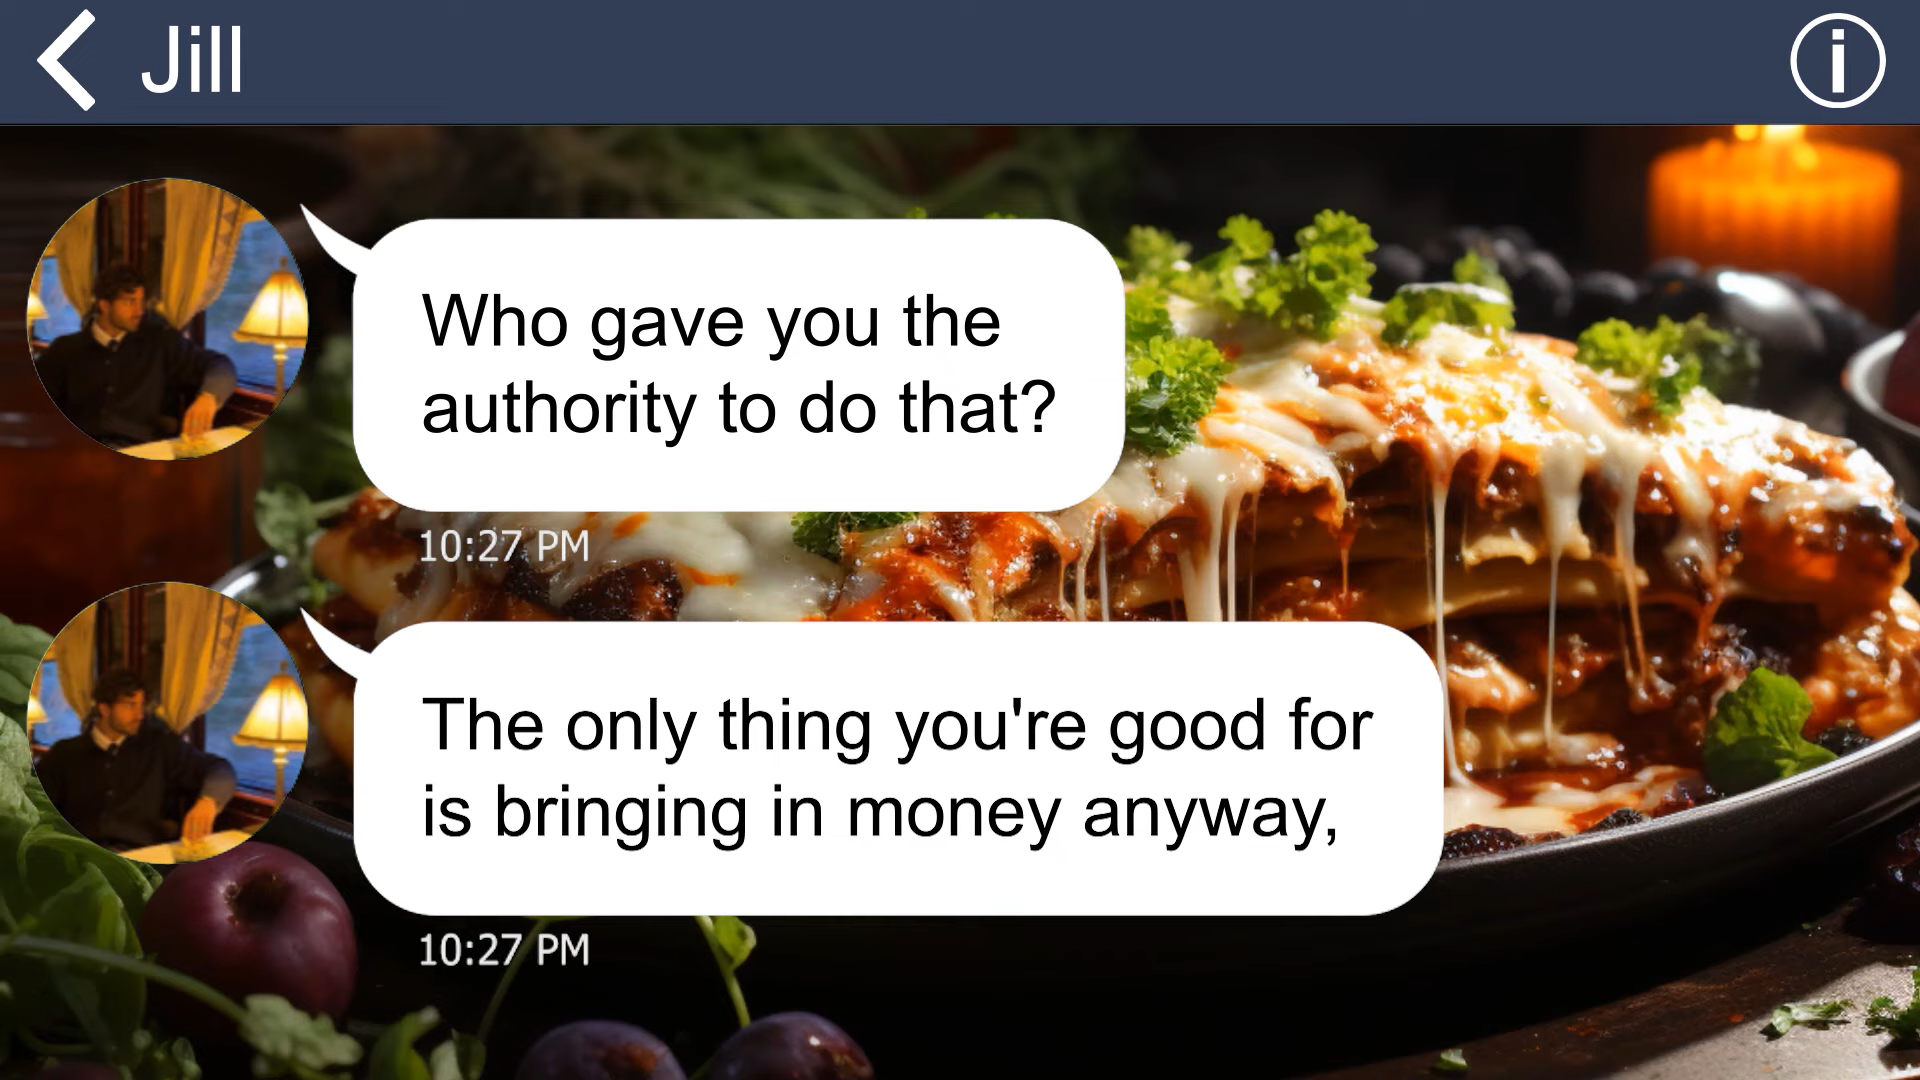 Jill
Who gave you the
authority to do that?
10:27 PM
The only thing you're good for
is bringing in money anyway,
10:27 PM